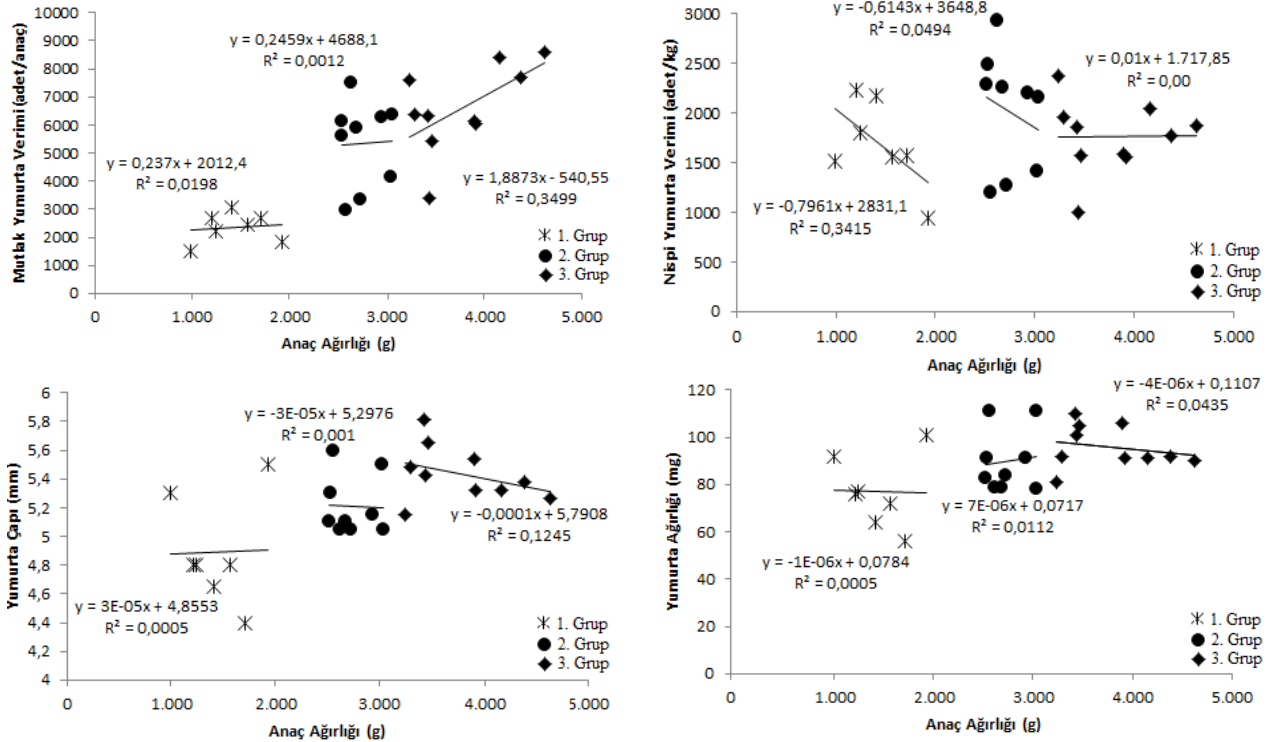 10000
9000
8000
7000
6000
5000
4000
3000
2000
1000
0
Mutlak Yumurta Verimi (adet/anaç)
y = 0,2459x + 4688,1
R² = 0,0012
y = 0,237x + 2012,4
R² = 0,0198
1,8873x - 540,55
R² = 0,3499
1. Grup
2. Grup
3. Grup
0 1.000 2.000 3.000 4.000 5.000
Anaç Ağırlığı (g)
3000
2500
2000
1500
1000
500
0
Nispi Yumurta Verimi (adet/kg)
y = -0,6143x + 3648,8
R² = 0,0494
0,01x + 1.717,85
R² = 0,00
y = -0,7961x + 2831,1
R² = 0,3415
1. Grup
2. Grup
3. Grup
0 1.000 2.000 3.000 4.000 5.000
Anaç Ağırlığı (g)
6
5,8
5,6
5,4
5,2
5
4,8
4,6
4,4
4,2
4
Yumurta Çapı (mm)
y = -3E-05x + 5,2976
R² = 0,001
y = -0,0001x + 5,7908
R² = 0,1245
y = 3E-05x + 4,8553
R² = 0,0005
1. Grup
2. Grup
3. Grup
0 1.000 2.000 3.000 4.000 5.000
Anaç Ağırlığı (g)
120
100
80
60
40
20
0
Yumurta Ağırlığı (mg)
y = -4E-06x + 0,1107
R² = 0,0435
y = 7E-06x + 0,0717
R² = 0,0112
y = -1E-06x + 0,0784
R² = 0,0005
1. Grup
2. Grup
3. Grup
0 1.000 2.000 3.000 4.000 5.000
Anaç Ağırlığı (g)